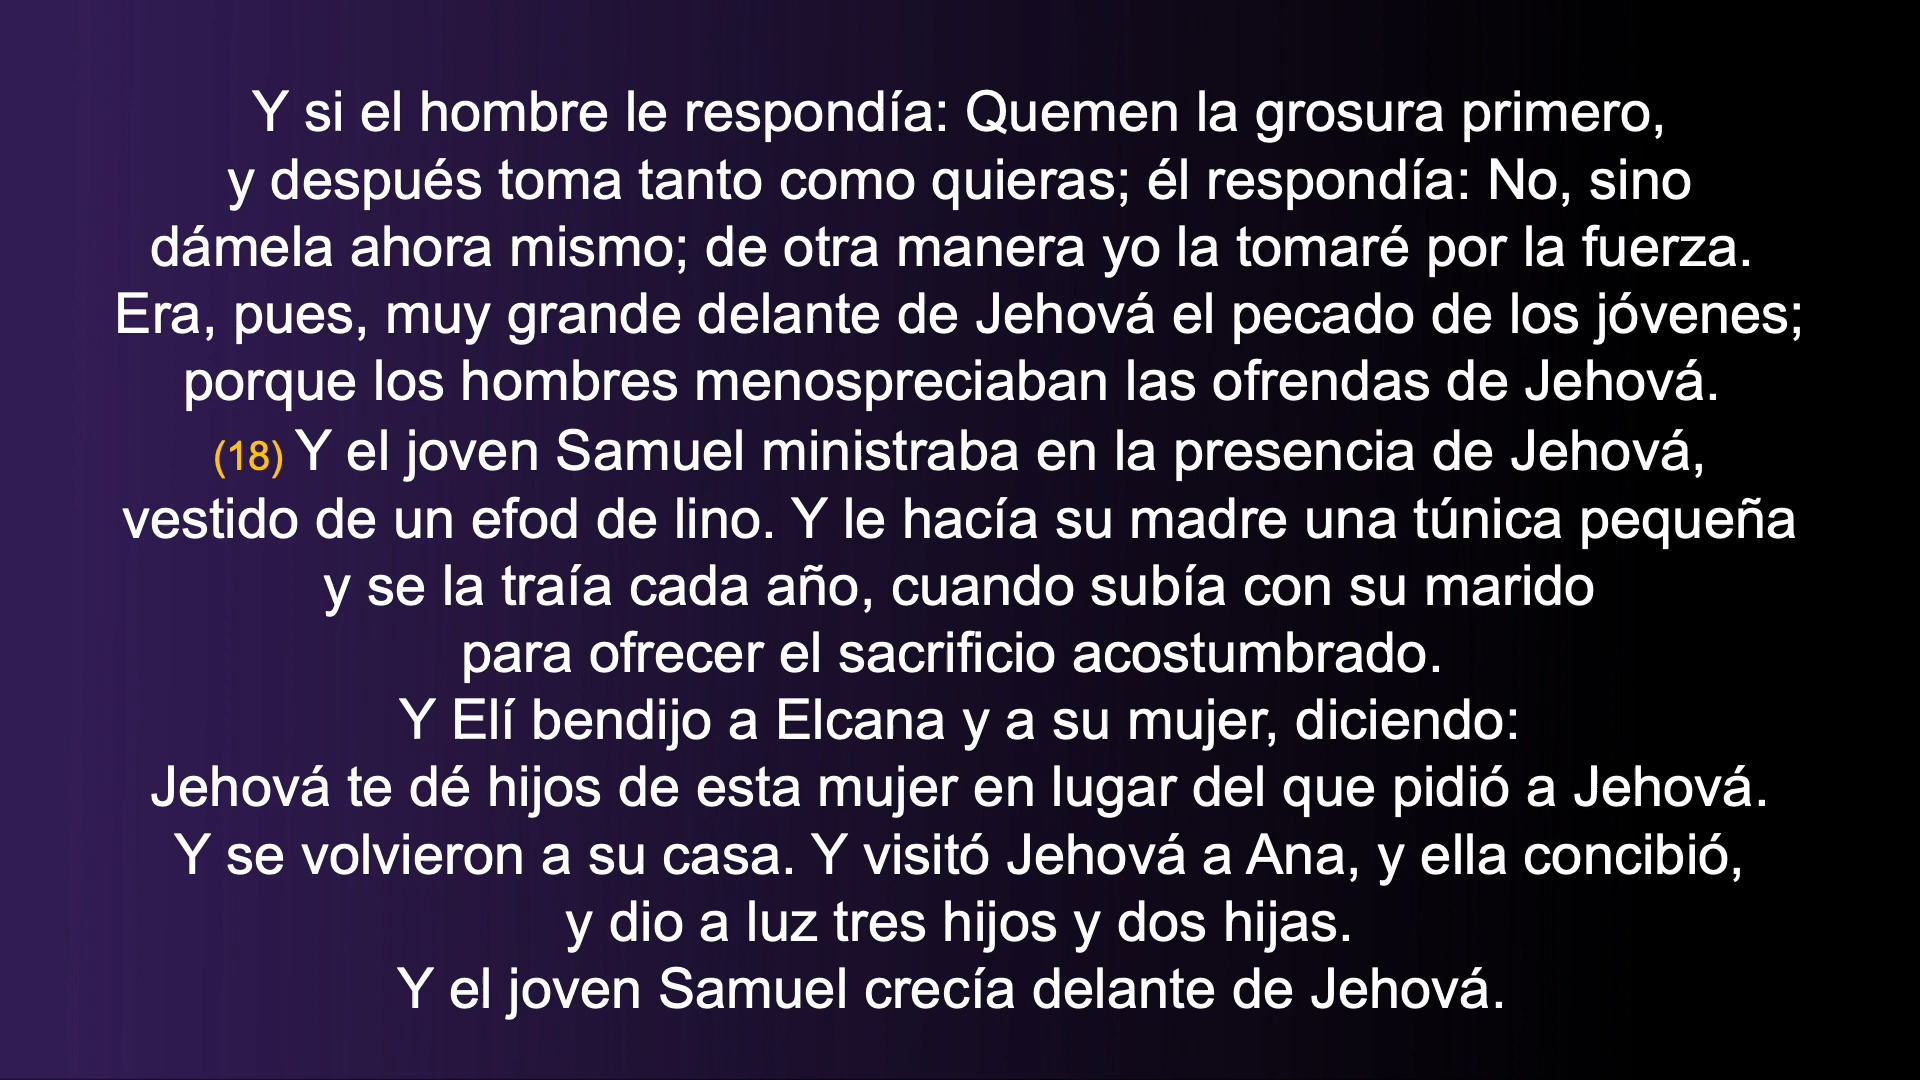 Y si el hombre le respondía: Quemen la grosura primero,
y después toma tanto como quieras; él respondía: No, sino
dámela ahora mismo; de otra manera yo la tomaré por la fuerza.
Era, pues, muy grande delante de Jehová el pecado de los jóvenes;
porque los hombres menospreciaban las ofrendas de Jehová.
(18) Y el joven Samuel ministraba en la presencia de Jehová,
vestido de un efod de lino. Y le hacía su madre una túnica pequeña
y se la traía cada año, cuando subía con su marido
para ofrecer el sacrificio acostumbrado.
Y Elí bendijo a Elcana y a su mujer, diciendo:
Jehová te dé hijos de esta mujer en lugar del que pidió a Jehová.
Y se volvieron a su casa. Y visitó Jehová a Ana, y ella concibió,
y dio a luz tres hijos y dos hijas.
Y el joven Samuel crecía delante de Jehová.